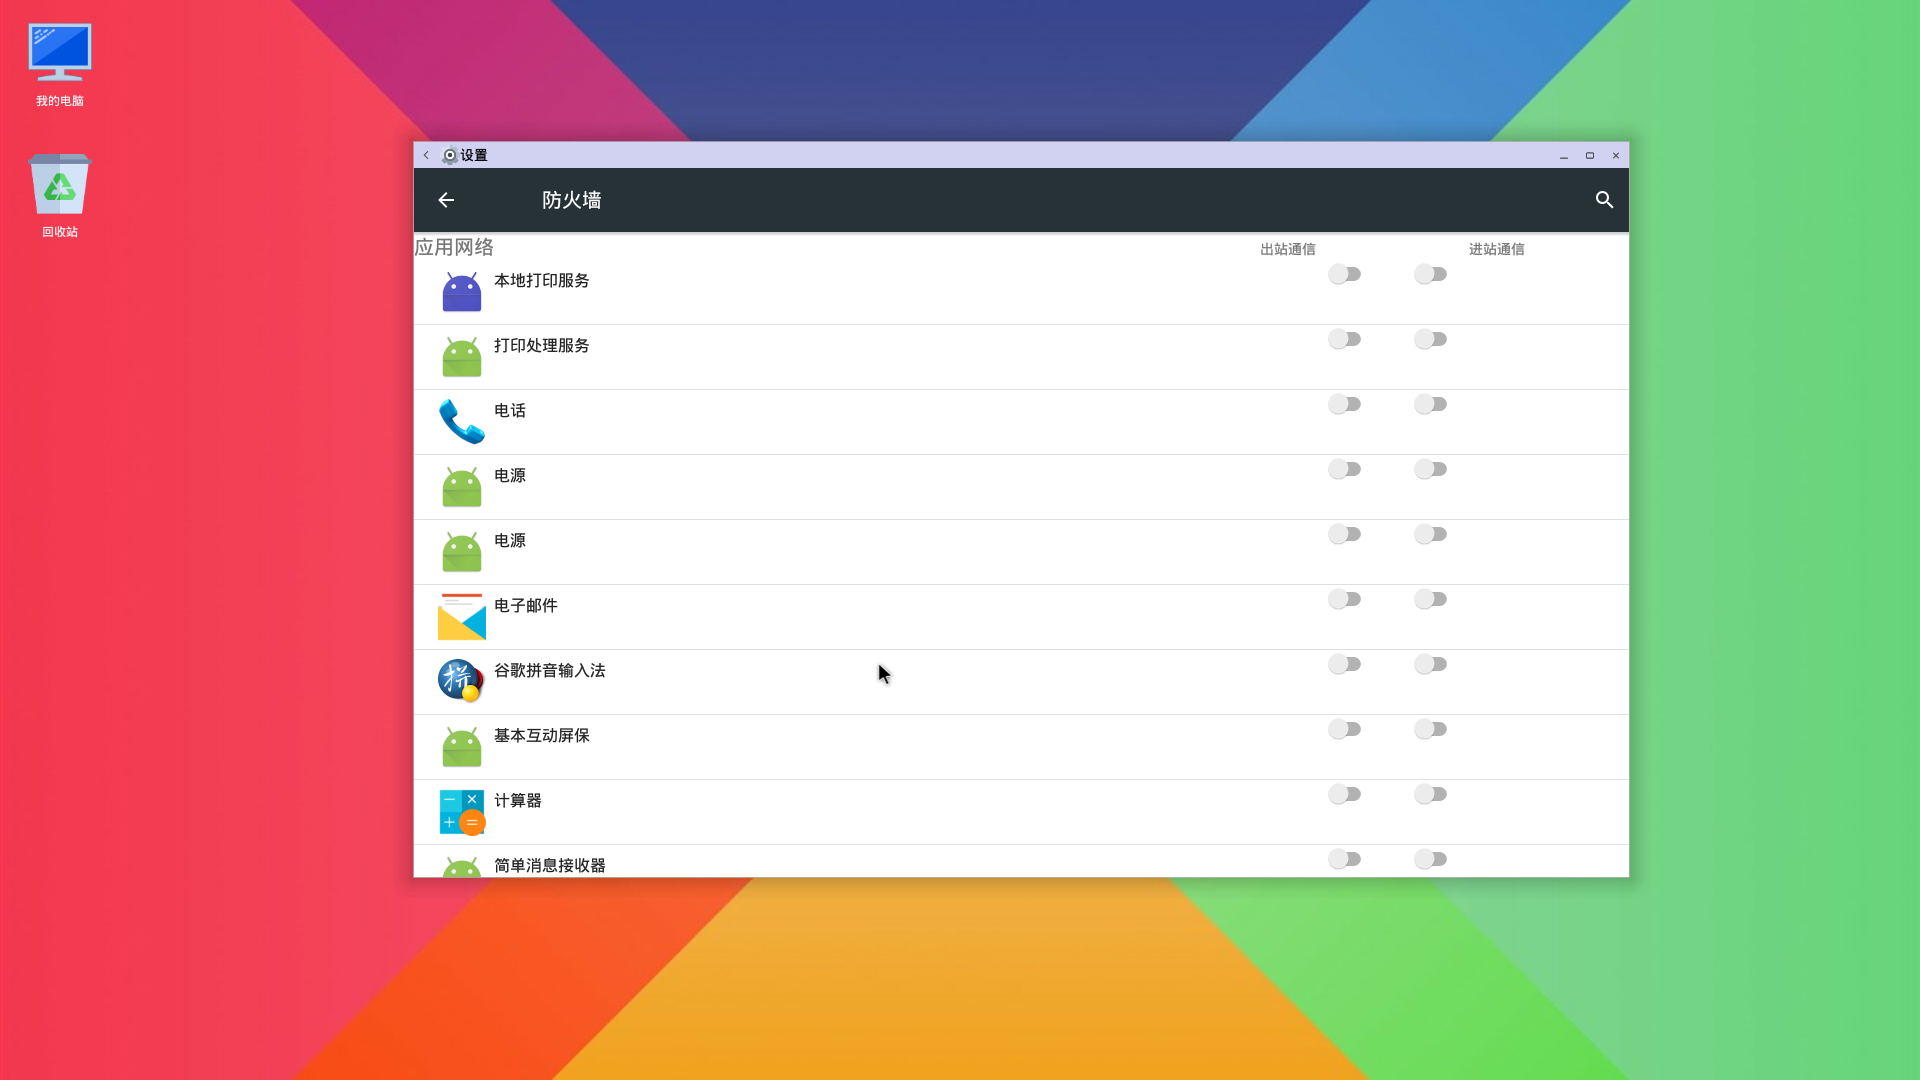 我的电脑
回收站
设置
防火墙
应用网络 出站通信 进站通信
本地打印服务
打印处理服务
电话
电源
电源
电子邮件
拼 谷歌拼音输入法
基本互动屏保
计算器
简单消息接收器